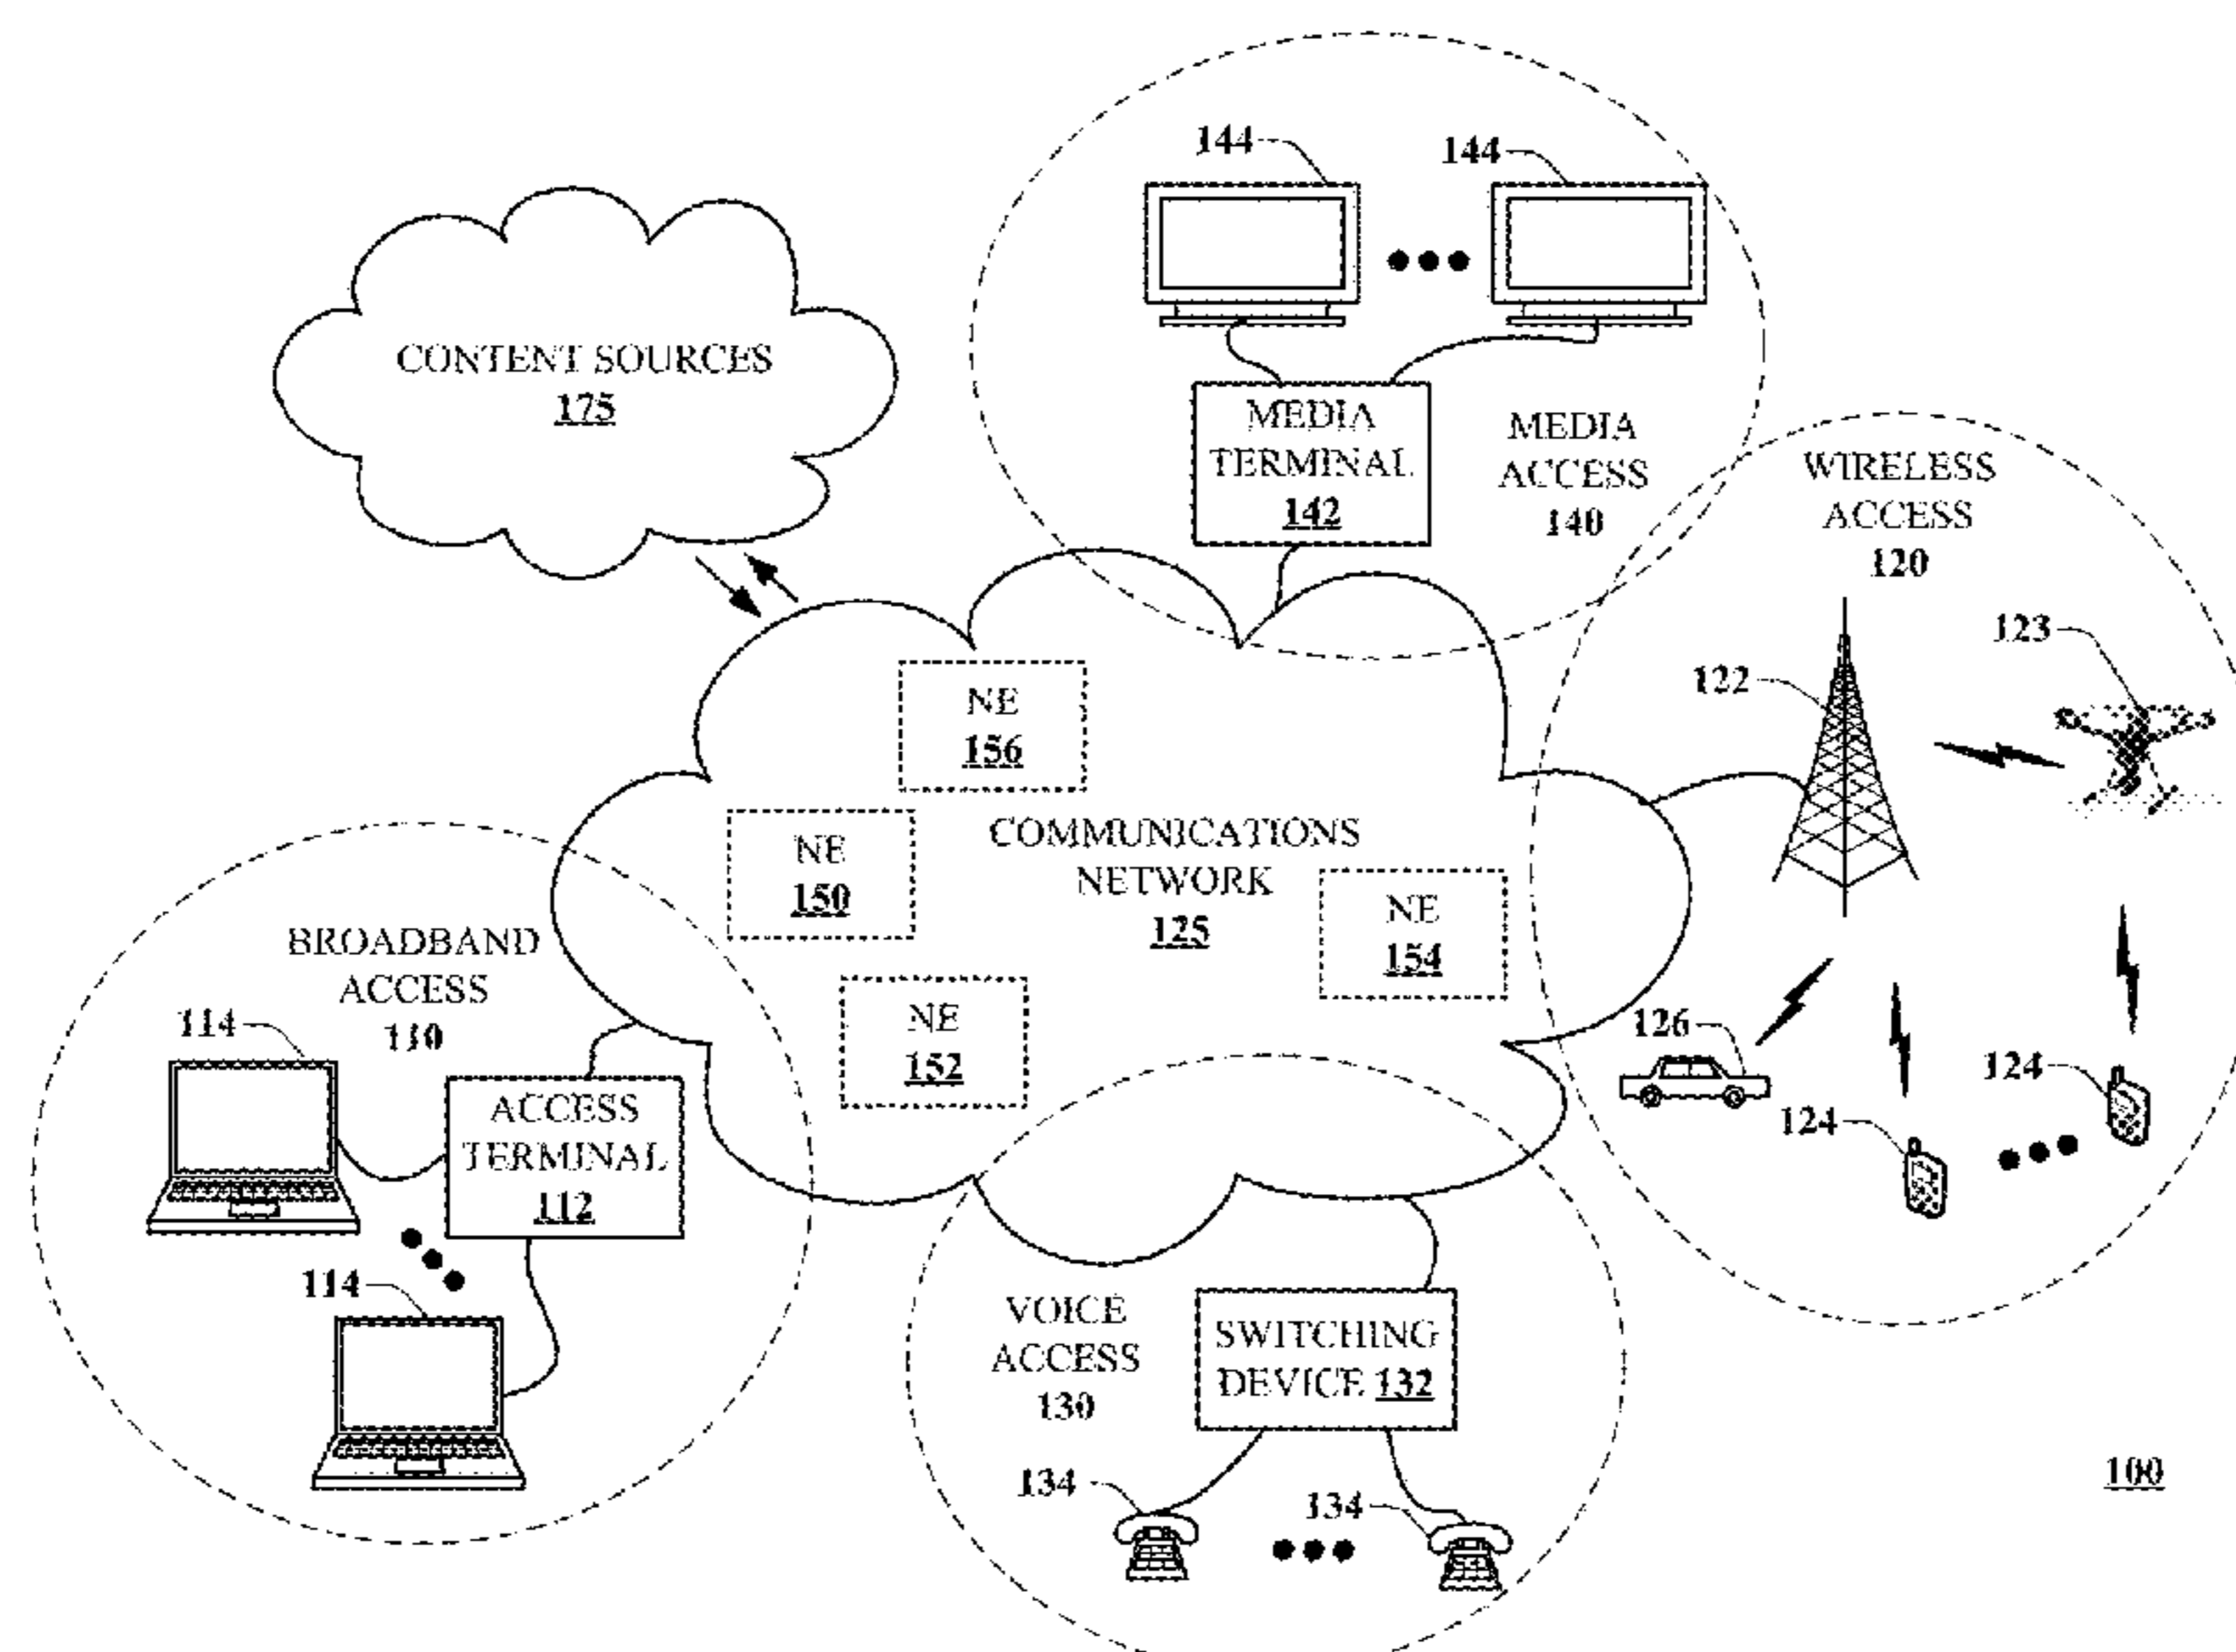 144
144
CONTENT SOURCES
175
MEDIA
TERMINAL
142
MEDIA
ACCESS
140
WIRELESS
ACCESS
120
123
122
NE
156
NE
150
COMMUNICATIONS
NETWORK
125
NE
154
NE
152
BROADBAND
ACCESS
110
114
ACCESS
TERMINAL
112
114
126
124
124
VOICE
ACCESS
130
SWITCHING
DEVICE 132
134
134
100